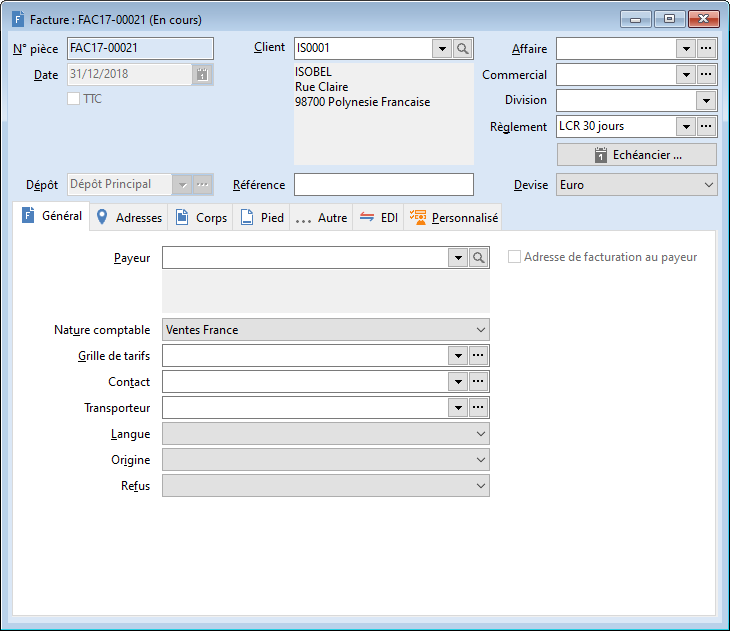 Facture : FAC17-00021 (En cours)
N° pièce FAC17-00021
Client IS0001
Affaire
Date 31/12/2018
ISOBEL
Rue Claire
98700 Polynesie Francaise
Commercial
TTC
Division
Règlement LCR 30 jours
Echéancier ...
Dépôt Dépôt Principal
Référence
Devise Euro
Général Adresses Corps Pied ... Autre EDI Personnalisé
Payeur
Adresse de facturation au payeur
Nature comptable Ventes France
Grille de tarifs
Contact
Transporteur
Langue
Origine
Refus